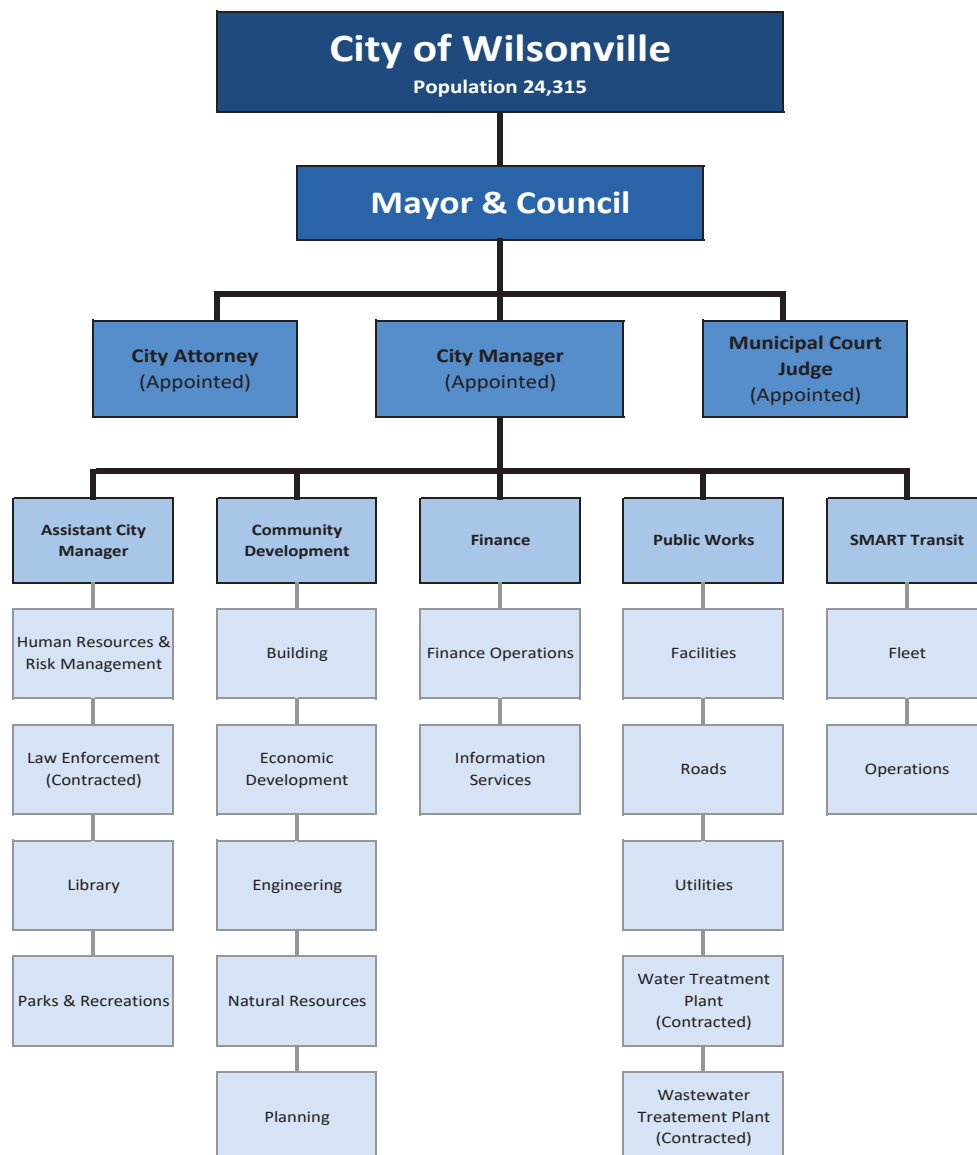 City of Wilsonville
Population 24,315
Mayor & Council
City Attorney
(Appointed)
City Manager
(Appointed)
Municipal Court
Judge
(Appointed)
Assistant City
Manager
Community
Development
Finance
Public Works
SMART Transit
Human Resources &
Risk Management
Building
Finance Operations
Facilities
Fleet
Law Enforcement
(Contracted)
Economic
Development
Information
Services
Roads
Operations
Library
Engineering
Utilities
Parks & Recreations
Natural Resources
Water Treatment
Plant
(Contracted)
Planning
Wastewater
Treatement Plant
(Contracted)